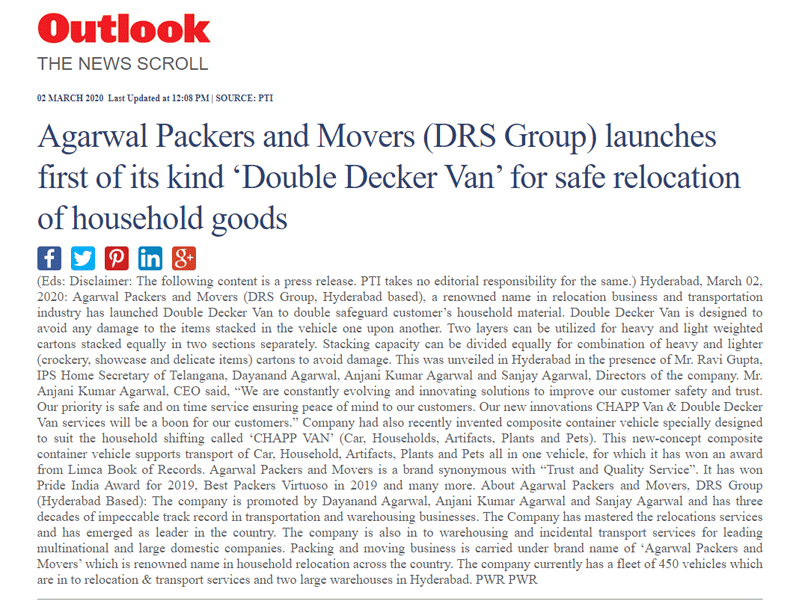 Outlook
THE NEWS SCROLL
02 MARCH 2020 Last Updated at 12:08 PM | SOURCE: PTI
Agarwal Packers and Movers (DRS Group) launches
first of its kind ‘Double Decker Van’ for safe relocation
of household goods
(Eds: Disclaimer: The following content is a press release. PTI takes no editorial responsibility for the same.) Hyderabad, March 02,
2020: Agarwal Packers and Movers (DRS Group, Hyderabad based), a renowned name in relocation business and transportation
industry has launched Double Decker Van to double safeguard customer’s household material. Double Decker Van is designed to
avoid any damage to the items stacked in the vehicle one upon another. Two layers can be utilized for heavy and light weighted
cartons stacked equally in two sections separately. Stacking capacity can be divided equally for combination of heavy and lighter
(crockery, showcase and delicate items) cartons to avoid damage. This was unveiled in Hyderabad in the presence of Mr. Ravi Gupta,
IPS Home Secretary of Telangana, Dayanand Agarwal, Anjani Kumar Agarwal and Sanjay Agarwal, Directors of the company. Mr.
Anjani Kumar Agarwal, CEO said, “We are constantly evolving and innovating solutions to improve our customer safety and trust.
Our priority is safe and on time service ensuring peace of mind to our customers. Our new innovations CHAPP Van & Double Decker
Van services will be a boon for our customers.” Company had also recently invented composite container vehicle specially designed
to suit the household shifting called ‘CHAPP VAN’ (Car, Households, Artifacts, Plants and Pets). This new-concept composite
container vehicle supports transport of Car, Household, Artifacts, Plants and Pets all in one vehicle, for which it has won an award
from Limca Book of Records. Agarwal Packers and Movers is a brand synonymous with “Trust and Quality Service”. It has won
Pride India Award for 2019, Best Packers Virtuoso in 2019 and many more. About Agarwal Packers and Movers, DRS Group
(Hyderabad Based): The company is promoted by Dayanand Agarwal, Anjani Kumar Agarwal and Sanjay Agarwal and has three
decades of impeccable track record in transportation and warehousing businesses. The Company has mastered the relocations services
and has emerged as leader in the country. The company is also in to warehousing and incidental transport services for leading
multinational and large domestic companies. Packing and moving business is carried under brand name of ‘Agarwal Packers and
Movers’ which is renowned name in household relocation across the country. The company currently has a fleet of 450 vehicles which
are in to relocation & transport services and two large warehouses in Hyderabad. PWR PWR